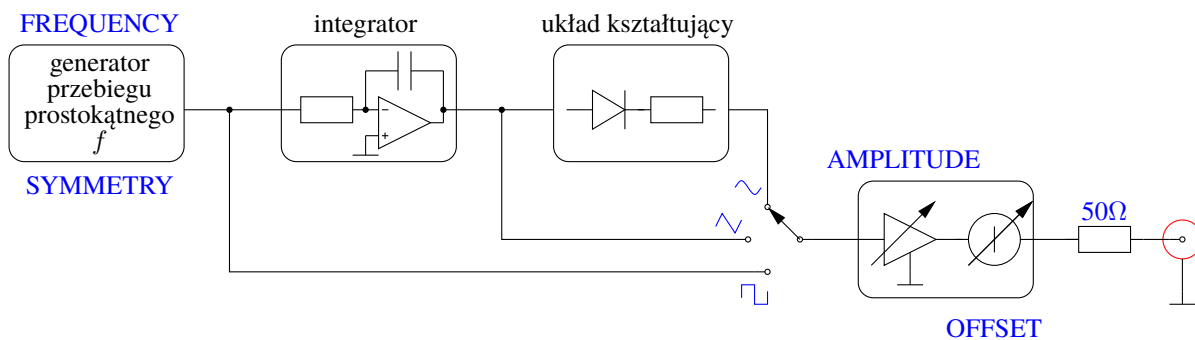 FREQUENCY
integrator
układ kształtujący
generator
przebiegu
prostokątnego
f
SYMMETRY
−
+
AMPLITUDE
50Ω
OFFSET